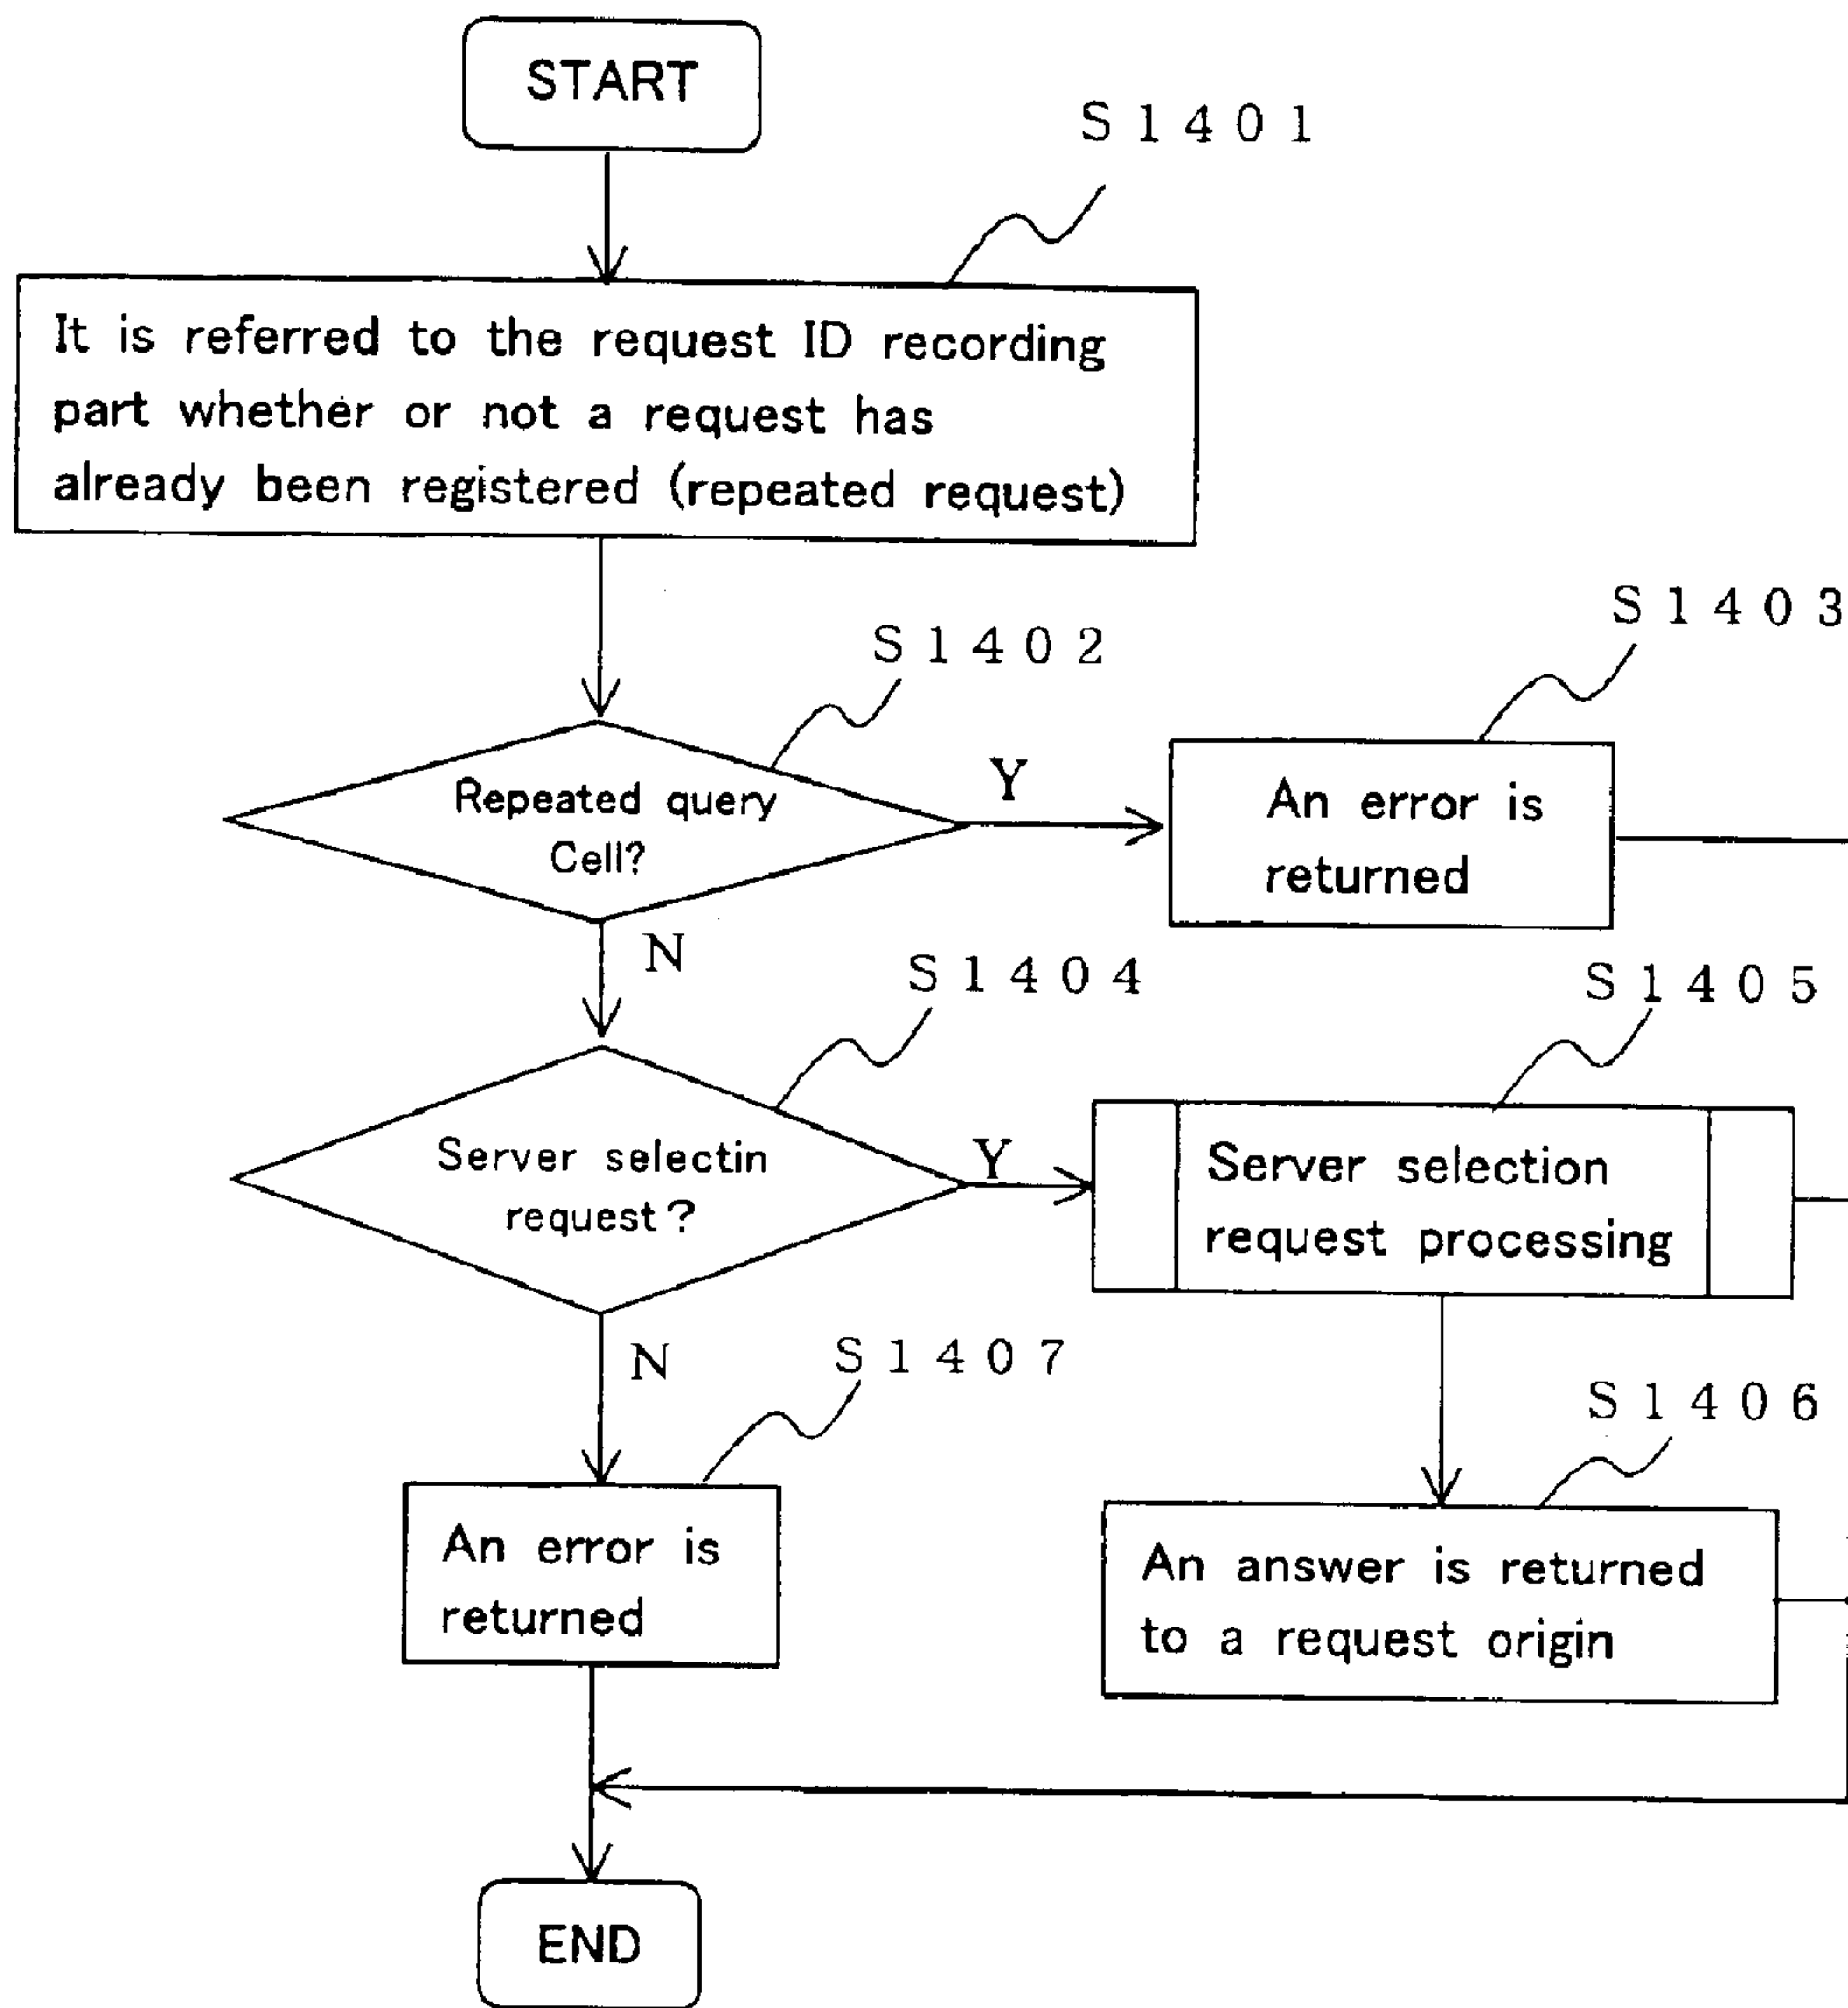 START
S1401
It is referred to the request ID recording
part whether or not a request has
already been registered (repeated request)
S1402
S1403
Repeated query
Cell?
Y
An error is
returned
N
S1404
S1405
Server selectin
request?
Y
Server selection
request processing
N
S1407
S1406
An error is
returned
An answer is returned
to a request origin
END